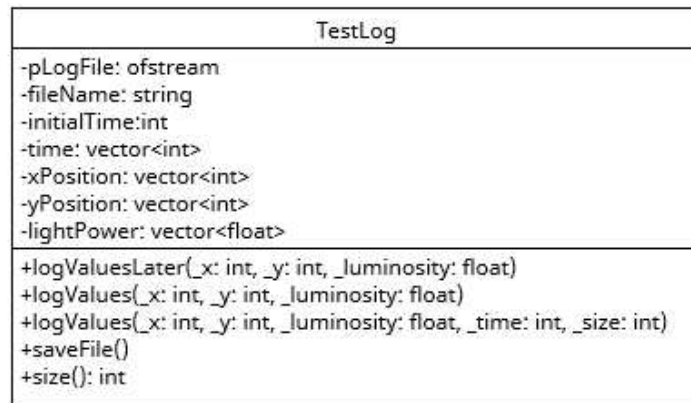 TestLog
-pLogFile: ofstream
-fileName: string
-initialTime:int
-time: vector<int>
-xPosition: vector<int>
-yPosition: vector<int>
-lightPower: vector<float>
+logValuesLater(_x: int, _y: int, _luminosity: float)
+logValues(_x: int, _y: int, _luminosity: float)
+logValues(_x: int, _y: int, _luminosity: float, _time: int, _size: int)
+saveFile()
+size(): int